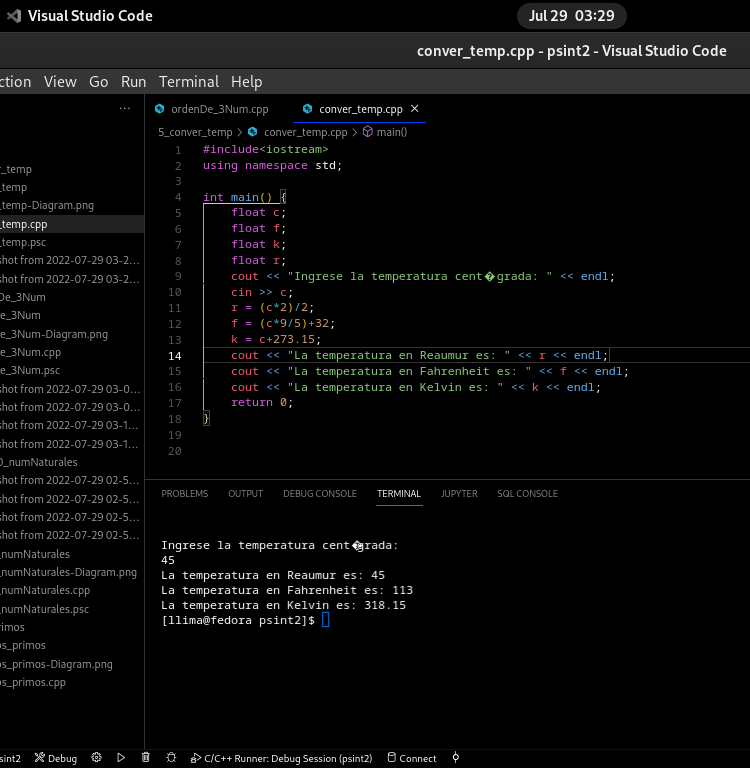 Visual Studio Code
Jul 29 03:29
conver_temp.cpp - psint2 - Visual Studio Code
ction View Go Run Terminal Help
...
ordenDe_3Num.cpp
conver_temp.cpp ×
5_conver_temp > conver_temp.cpp > main()
1 #include<iostream>
2 using namespace std;
3
4 int main() {
5 float c;
6 float f;
7 float k;
8 float r;
9 cout << "Ingrese la temperatura cent�grada: " << endl;
10 cin >> c;
11 r = (c*2)/2;
12 f = (c*9/5)+32;
13 k = c+273.15;
14 cout << "La temperatura en Reaumur es: " << r << endl;
15 cout << "La temperatura en Fahrenheit es: " << f << endl;
16 cout << "La temperatura en Kelvin es: " << k << endl;
17 return 0;
18 }
19
20
r_temp
_temp
_temp-Diagram.png
_temp.cpp
_temp.psc
shot from 2022-07-29 03-2...
shot from 2022-07-29 03-2...
De_3Num
e_3Num
e_3Num-Diagram.png
e_3Num.cpp
e_3Num.psc
shot from 2022-07-29 03-0...
shot from 2022-07-29 03-0...
shot from 2022-07-29 03-1...
shot from 2022-07-29 03-1...
0_numNaturales
shot from 2022-07-29 02-5...
shot from 2022-07-29 02-5...
shot from 2022-07-29 02-5...
shot from 2022-07-29 02-5...
_numNaturales
_numNaturales-Diagram.png
_numNaturales.cpp
_numNaturales.psc
rimos
os_primos
os_primos-Diagram.png
os_primos.cpp
PROBLEMS OUTPUT DEBUG CONSOLE TERMINAL JUPYTER SQL CONSOLE
Ingrese la temperatura cent�grada:
45
La temperatura en Reaumur es: 45
La temperatura en Fahrenheit es: 113
La temperatura en Kelvin es: 318.15
[llima@fedora psint2]$
sint2 Debug C/C++ Runner: Debug Session (psint2) Connect